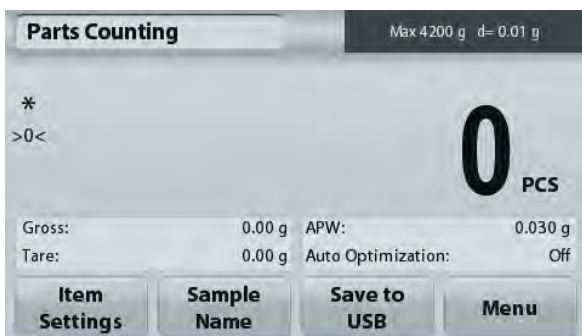 Parts Counting
Max 4200 g d= 0.01 g
*
>0<
0 PCS
Gross: 0.00 g APW: 0.030 g
Tare: 0.00 g Auto Optimization: Off
Item Settings
Sample Name
Save to USB
Menu